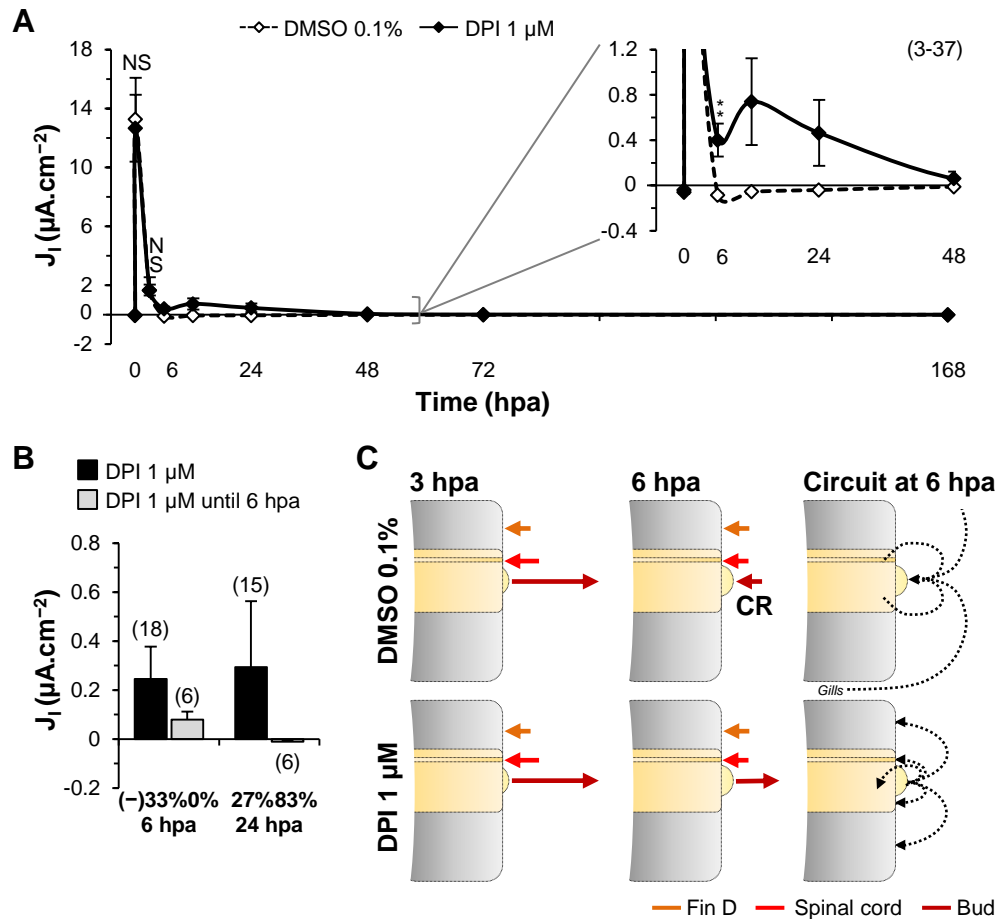 A
DMSO 0.1% DPI 1 µM
18
14
10
6
2
0
-2
J_I (µA.cm⁻²)
NS
N
S
0 6 24 48 72 168
Time (hpa)
(3-37)
1.2
0.8
0.4
0
-0.4
**
0 6 24 48
B
DPI 1 µM
DPI 1 µM until 6 hpa
0.8
0.6
0.4
0.2
0
-0.2
J_I (µA.cm⁻²)
(18)
(6)
(15)
(6)
(−)33%0% 27%83%
6 hpa 24 hpa
C
3 hpa 6 hpa Circuit at 6 hpa
DMSO 0.1%
CR
Gills
DPI 1 µM
Fin D Spinal cord Bud